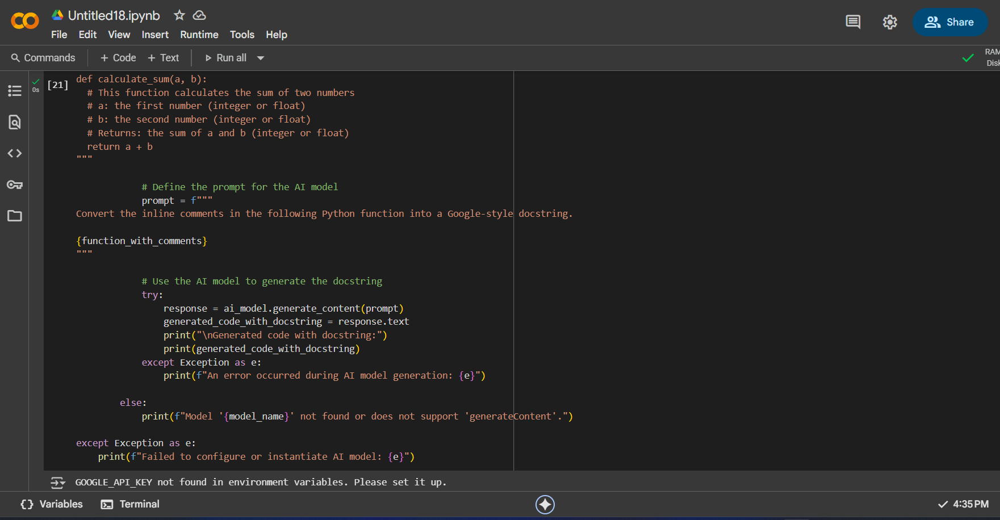 Untitled18.ipynb
File Edit View Insert Runtime Tools Help
Share
Commands + Code + Text Run all
RAM
Disk
0s
[21]
def calculate_sum(a, b):
  # This function calculates the sum of two numbers
  # a: the first number (integer or float)
  # b: the second number (integer or float)
  # Returns: the sum of a and b (integer or float)
  return a + b
"""
            # Define the prompt for the AI model
            prompt = f"""
Convert the inline comments in the following Python function into a Google-style docstring.
{function_with_comments}
"""
            # Use the AI model to generate the docstring
            try:
                response = ai_model.generate_content(prompt)
                generated_code_with_docstring = response.text
                print("\nGenerated code with docstring:")
                print(generated_code_with_docstring)
            except Exception as e:
                print(f"An error occurred during AI model generation: {e}")
        else:
            print(f"Model '{model_name}' not found or does not support 'generateContent'.")
except Exception as e:
    print(f"Failed to configure or instantiate AI model: {e}")
GOOGLE_API_KEY not found in environment variables. Please set it up.
Variables Terminal
4:35 PM